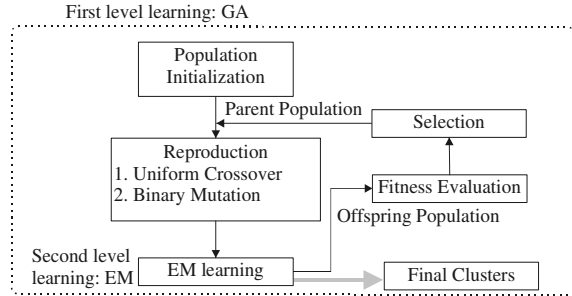 First level learning: GA
Population
Initialization
Parent Population
Selection
Reproduction
1. Uniform Crossover
2. Binary Mutation
Fitness Evaluation
Offspring Population
Second level
learning: EM
EM learning
Final Clusters